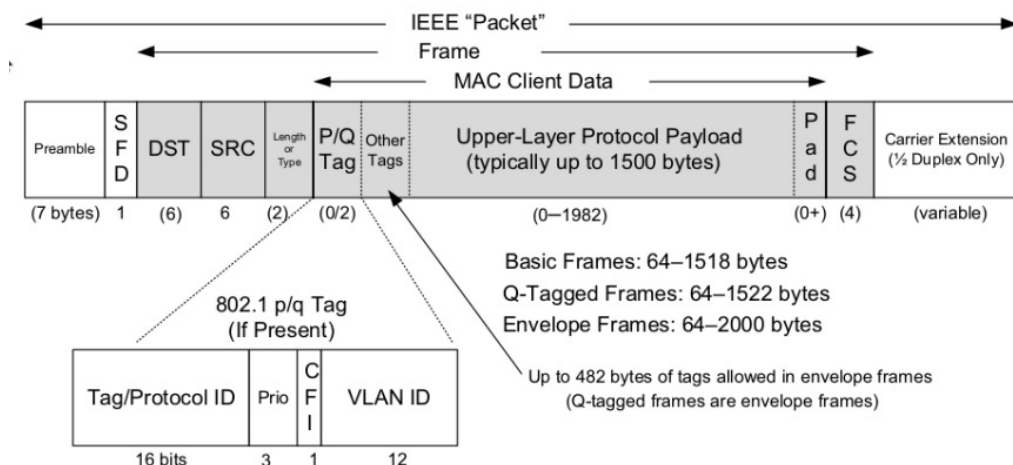 IEEE “Packet”
Frame
MAC Client Data
Preamble
SFD
DST
SRC
Length
or
Type
P/Q
Tag
Other
Tags
Upper-Layer Protocol Payload
(typically up to 1500 bytes)
Pad
FCS
Carrier Extension
(½ Duplex Only)
(7 bytes) 1 (6) 6 (2) (0/2) (0–1982) (0+) (4) (variable)
Basic Frames: 64–1518 bytes
Q-Tagged Frames: 64–1522 bytes
Envelope Frames: 64–2000 bytes
802.1 p/q Tag
(If Present)
Up to 482 bytes of tags allowed in envelope frames
(Q-tagged frames are envelope frames)
Tag/Protocol ID
Prio
CFI
VLAN ID
16 bits 3 1 12